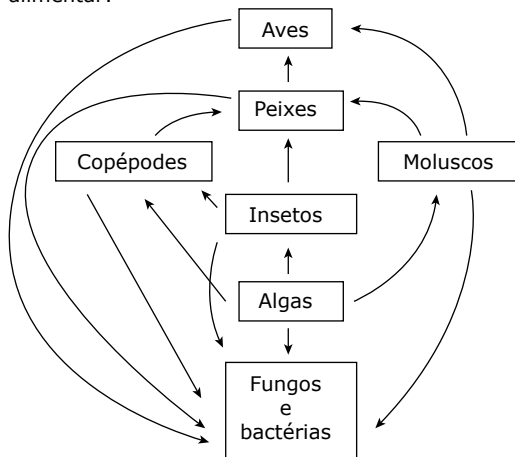 alimentar?
Aves
Peixes
Copépodes
Moluscos
Insetos
Algas
Fungos
e
bactérias